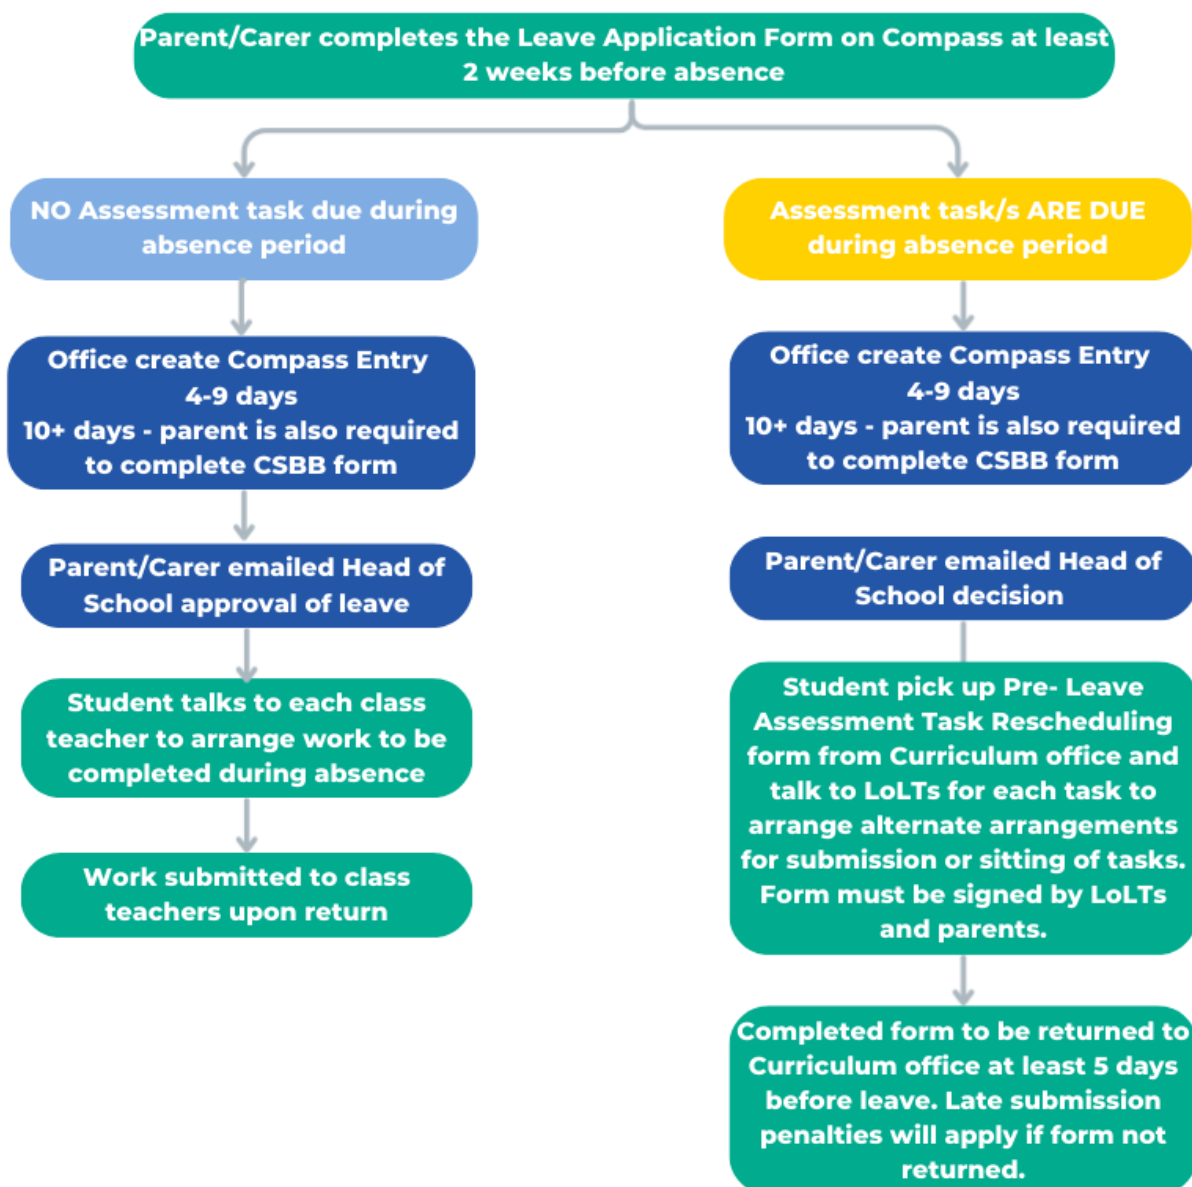 Parent/Carer completes the Leave Application Form on Compass at least
2 weeks before absence
NO Assessment task due during
absence period
Office create Compass Entry
4-9 days
10+ days - parent is also required
to complete CSBB form
Parent/Carer emailed Head of
School approval of leave
Student talks to each class
teacher to arrange work to be
completed during absence
Work submitted to class
teachers upon return
Assessment task/s ARE DUE
during absence period
Office create Compass Entry
4-9 days
10+ days - parent is also required
to complete CSBB form
Parent/Carer emailed Head of
School decision
Student pick up Pre- Leave
Assessment Task Rescheduling
form from Curriculum office and
talk to LoLTs for each task to
arrange alternate arrangements
for submission or sitting of tasks.
Form must be signed by LoLTs
and parents.
Completed form to be returned to
Curriculum office at least 5 days
before leave. Late submission
penalties will apply if form not
returned.